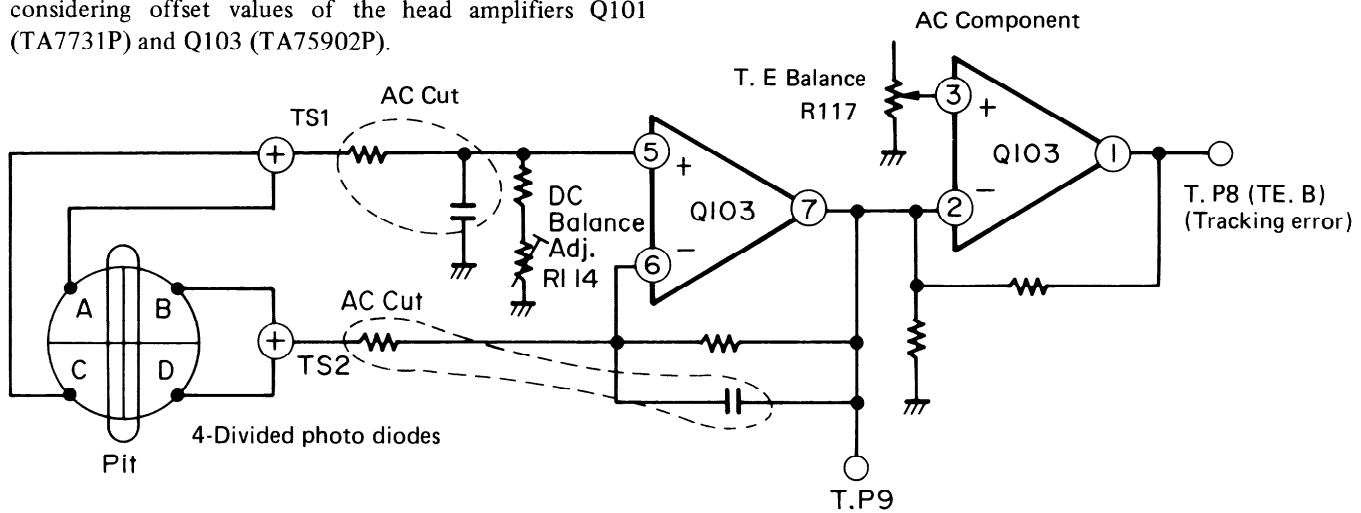 considering offset values of the head amplifiers Q101
(TA7731P) and Q103 (TA75902P).
AC Component
T. E Balance
R117
3
+
Q103
1
−
2
T. P8 (TE. B)
(Tracking error)
AC Cut
TS1
+
5
+
Q103
7
−
6
DC
Balance
Adj.
R114
AC Cut
+
TS2
A
B
C
D
4-Divided photo diodes
Pit
T.P9